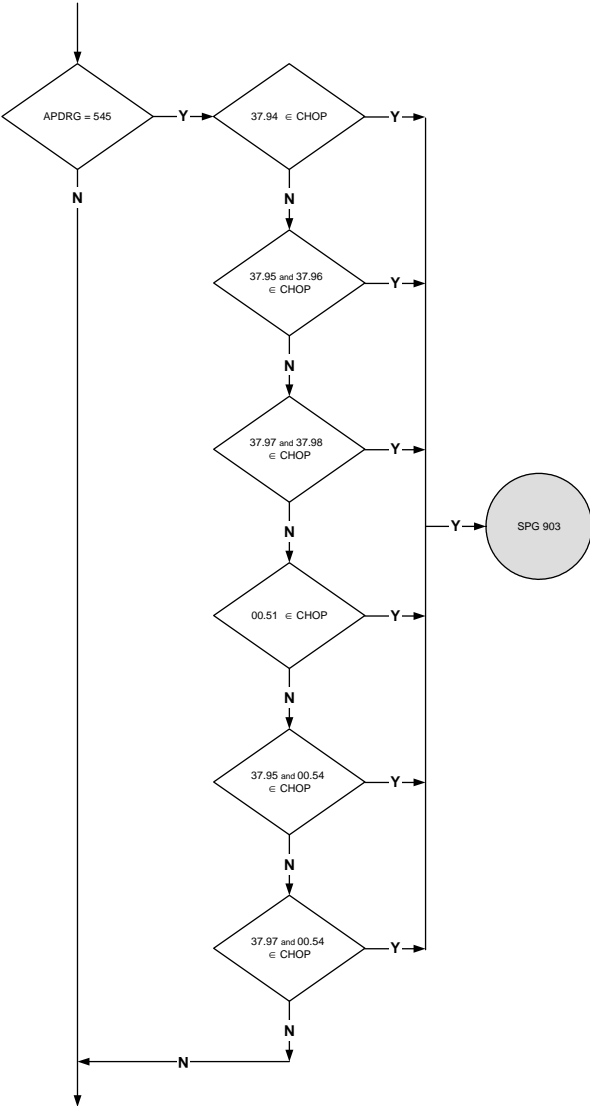 APDRG = 545
Y
37.94 ∈ CHOP
Y
N
N
37.95 and 37.96
∈ CHOP
Y
N
37.97 and 37.98
∈ CHOP
Y
N
Y
SPG 903
00.51 ∈ CHOP
Y
N
37.95 and 00.54
∈ CHOP
Y
N
37.97 and 00.54
∈ CHOP
Y
N
N